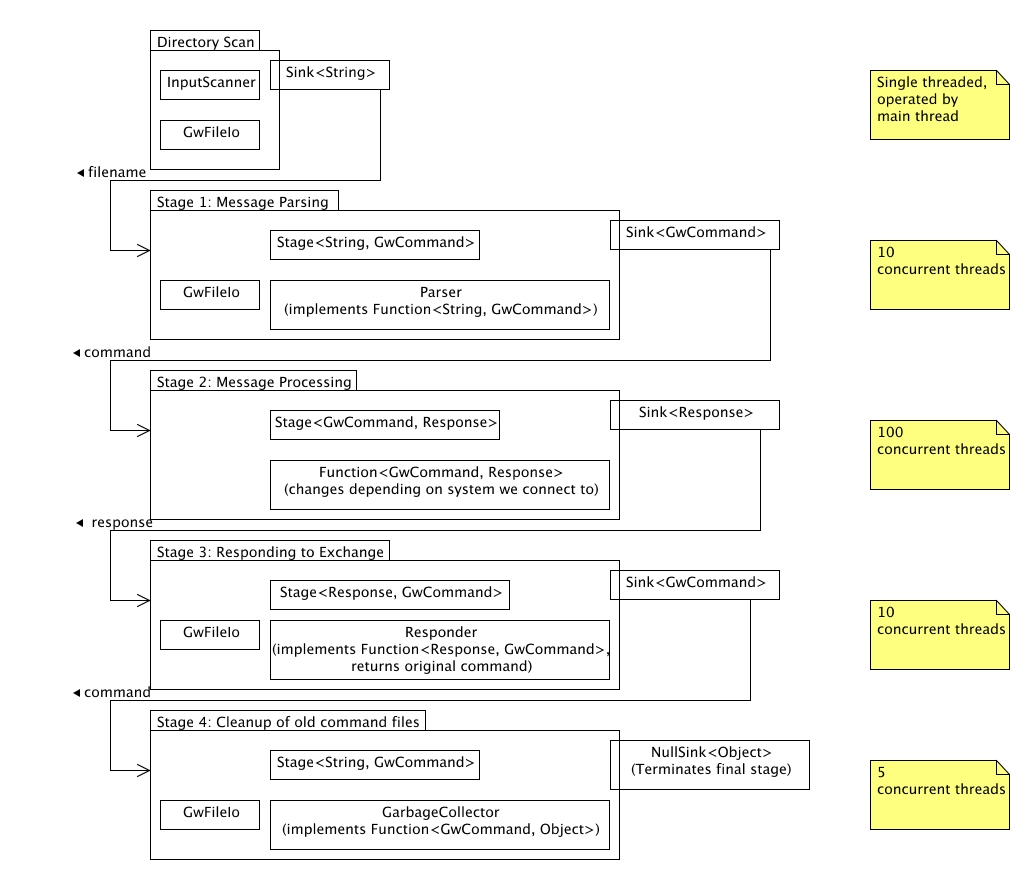 Directory Scan
InputScanner
Sink<String>
GwFileIo
Single threaded,
operated by
main thread
filename
Stage 1: Message Parsing
Stage<String, GwCommand>
Sink<GwCommand>
GwFileIo
Parser
(implements Function<String, GwCommand>)
10
concurrent threads
command
Stage 2: Message Processing
Stage<GwCommand, Response>
Sink<Response>
Function<GwCommand, Response>
(changes depending on system we connect to)
100
concurrent threads
response
Stage 3: Responding to Exchange
Stage<Response, GwCommand>
Sink<GwCommand>
GwFileIo
Responder
(implements Function<Response, GwCommand>,
returns original command)
10
concurrent threads
command
Stage 4: Cleanup of old command files
Stage<String, GwCommand>
NullSink<Object>
(Terminates final stage)
GwFileIo
GarbageCollector
(implements Function<GwCommand, Object>)
5
concurrent threads